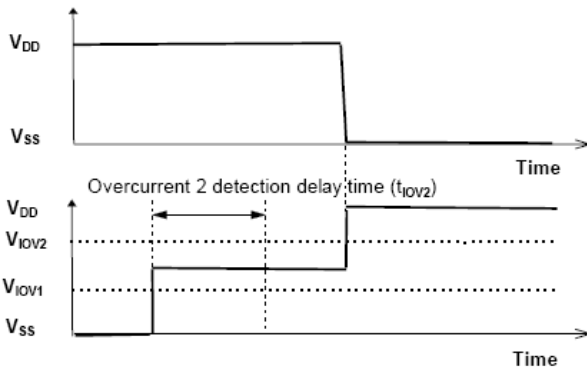 VDD
VSS
Time
Overcurrent 2 detection delay time (tIOV2)
VDD
VIOV2
VIOV1
VSS
Time